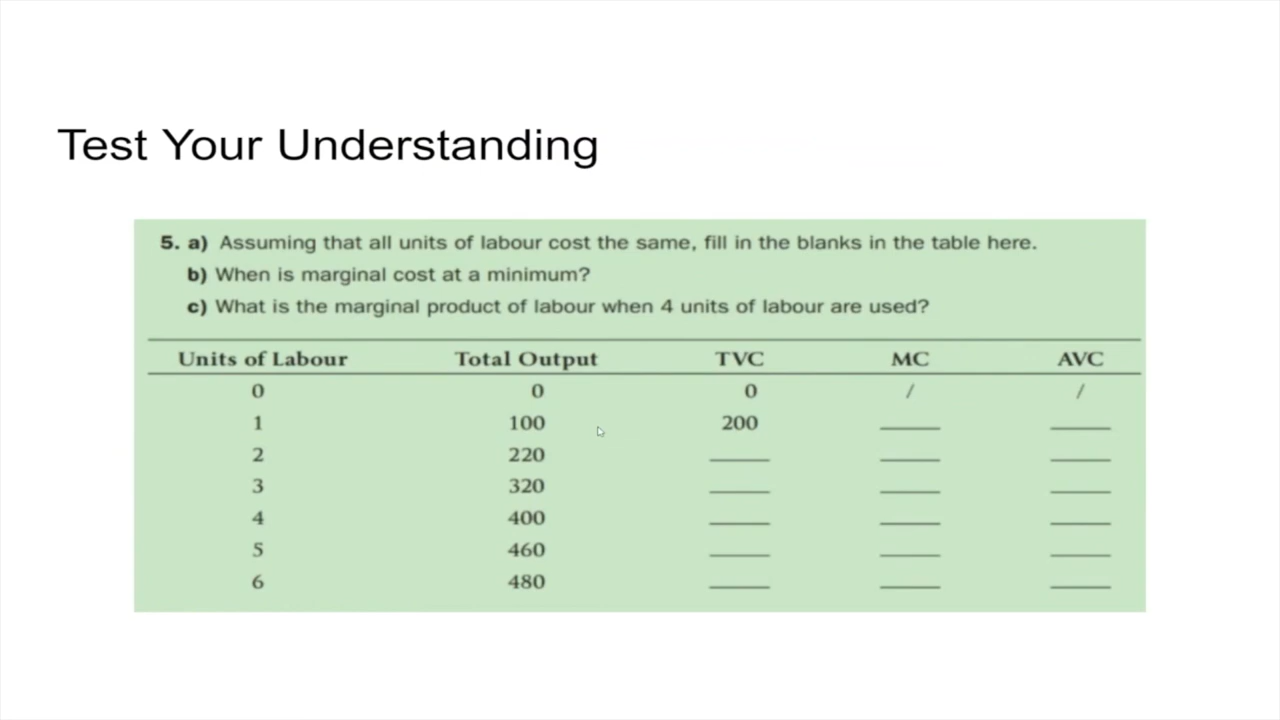 Test Your Understanding
5. a) Assuming that all units of labour cost the same, fill in the blanks in the table here.
b) When is marginal cost at a minimum?
c) What is the marginal product of labour when 4 units of labour are used?
Units of Labour Total Output TVC MC AVC
0 0 0 / /
1 100 200
2 220
3 320
4 400
5 460
6 480